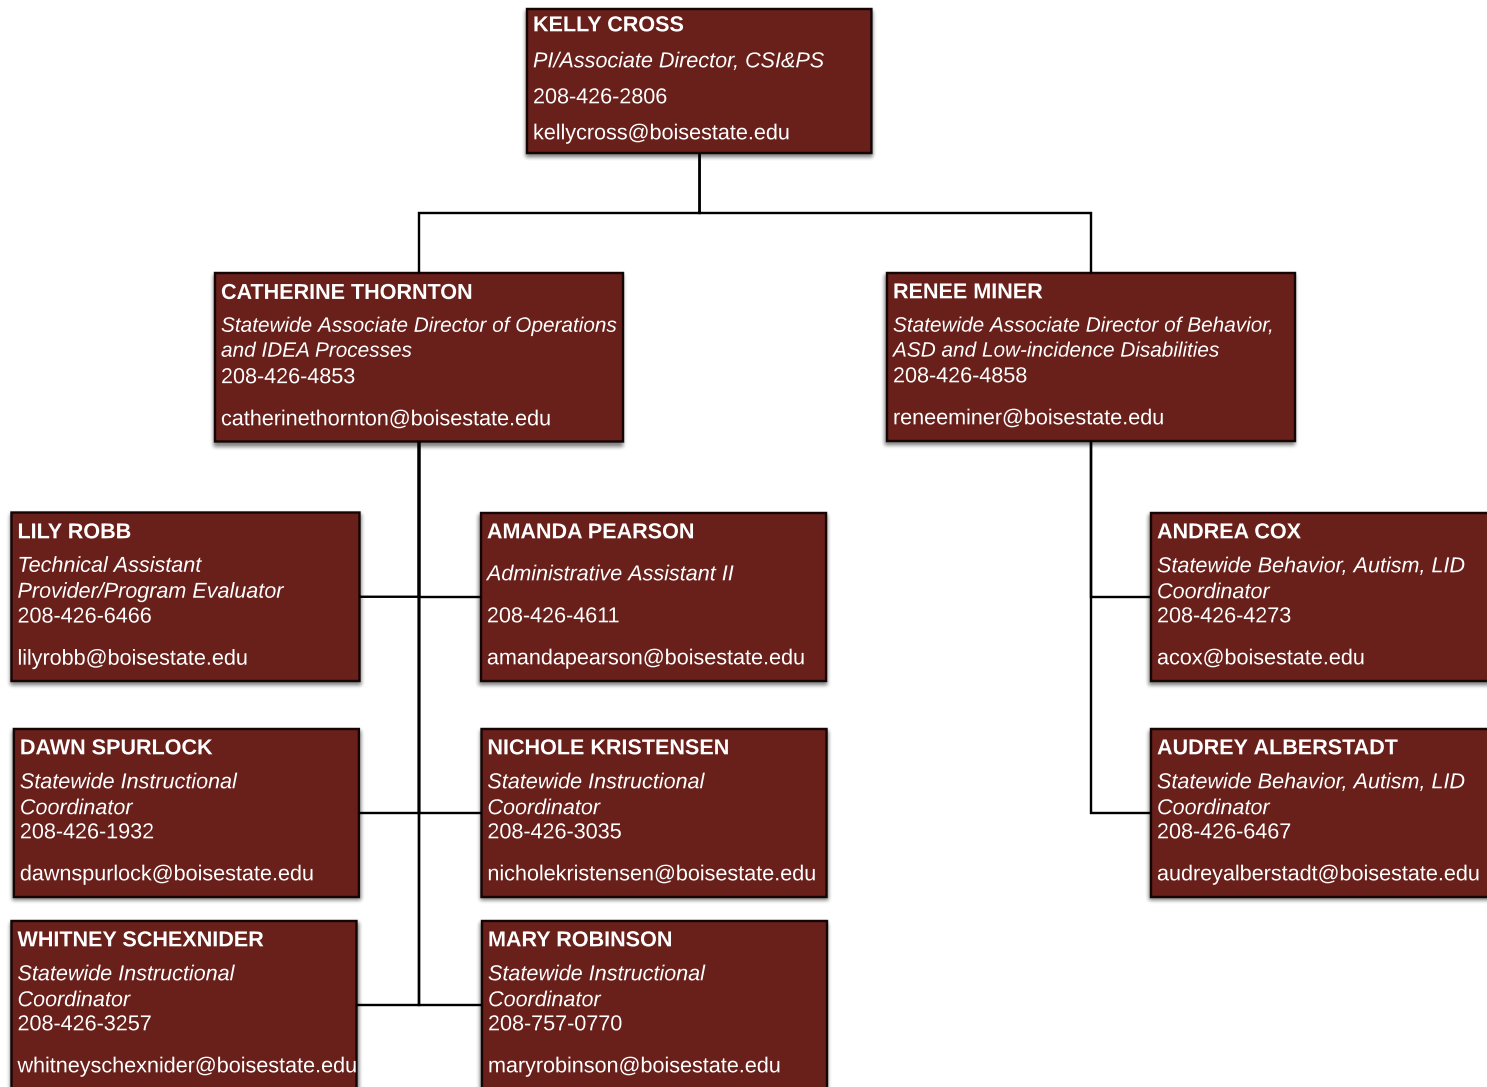 KELLY CROSS
PI/Associate Director, CSI&PS
208-426-2806
kellycross@boisestate.edu
CATHERINE THORNTON
Statewide Associate Director of Operations
and IDEA Processes
208-426-4853
catherinethornton@boisestate.edu
RENEE MINER
Statewide Associate Director of Behavior,
ASD and Low-incidence Disabilities
208-426-4858
reneeminer@boisestate.edu
LILY ROBB
Technical Assistant
Provider/Program Evaluator
208-426-6466
lilyrobb@boisestate.edu
AMANDA PEARSON
Administrative Assistant II
208-426-4611
amandapearson@boisestate.edu
ANDREA COX
Statewide Behavior, Autism, LID
Coordinator
208-426-4273
acox@boisestate.edu
DAWN SPURLOCK
Statewide Instructional
Coordinator
208-426-1932
dawnspurlock@boisestate.edu
NICHOLE KRISTENSEN
Statewide Instructional
Coordinator
208-426-3035
nicholekristensen@boisestate.edu
AUDREY ALBERSTADT
Statewide Behavior, Autism, LID
Coordinator
208-426-6467
audreyalberstadt@boisestate.edu
WHITNEY SCHEXNIDER
Statewide Instructional
Coordinator
208-426-3257
whitneyschexnider@boisestate.edu
MARY ROBINSON
Statewide Instructional
Coordinator
208-757-0770
maryrobinson@boisestate.edu